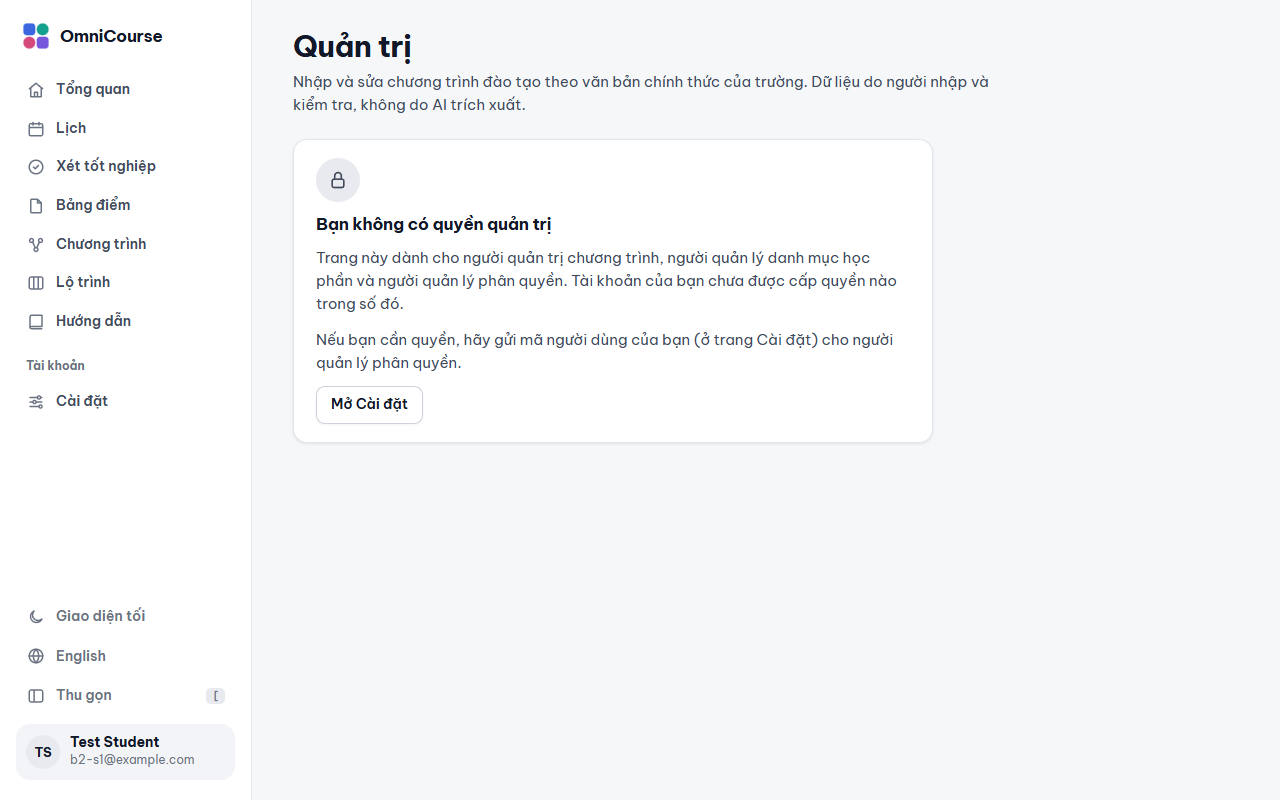 OmniCourse
Tổng quan
Lịch
Xét tốt nghiệp
Bảng điểm
Chương trình
Lộ trình
Hướng dẫn
Tài khoản
Cài đặt
Giao diện tối
English
Thu gọn [
TS
Test Student
b2-s1@example.com
Quản trị
Nhập và sửa chương trình đào tạo theo văn bản chính thức của trường. Dữ liệu do người nhập và
kiểm tra, không do AI trích xuất.
Bạn không có quyền quản trị
Trang này dành cho người quản trị chương trình, người quản lý danh mục học
phần và người quản lý phân quyền. Tài khoản của bạn chưa được cấp quyền nào
trong số đó.
Nếu bạn cần quyền, hãy gửi mã người dùng của bạn (ở trang Cài đặt) cho người
quản lý phân quyền.
Mở Cài đặt